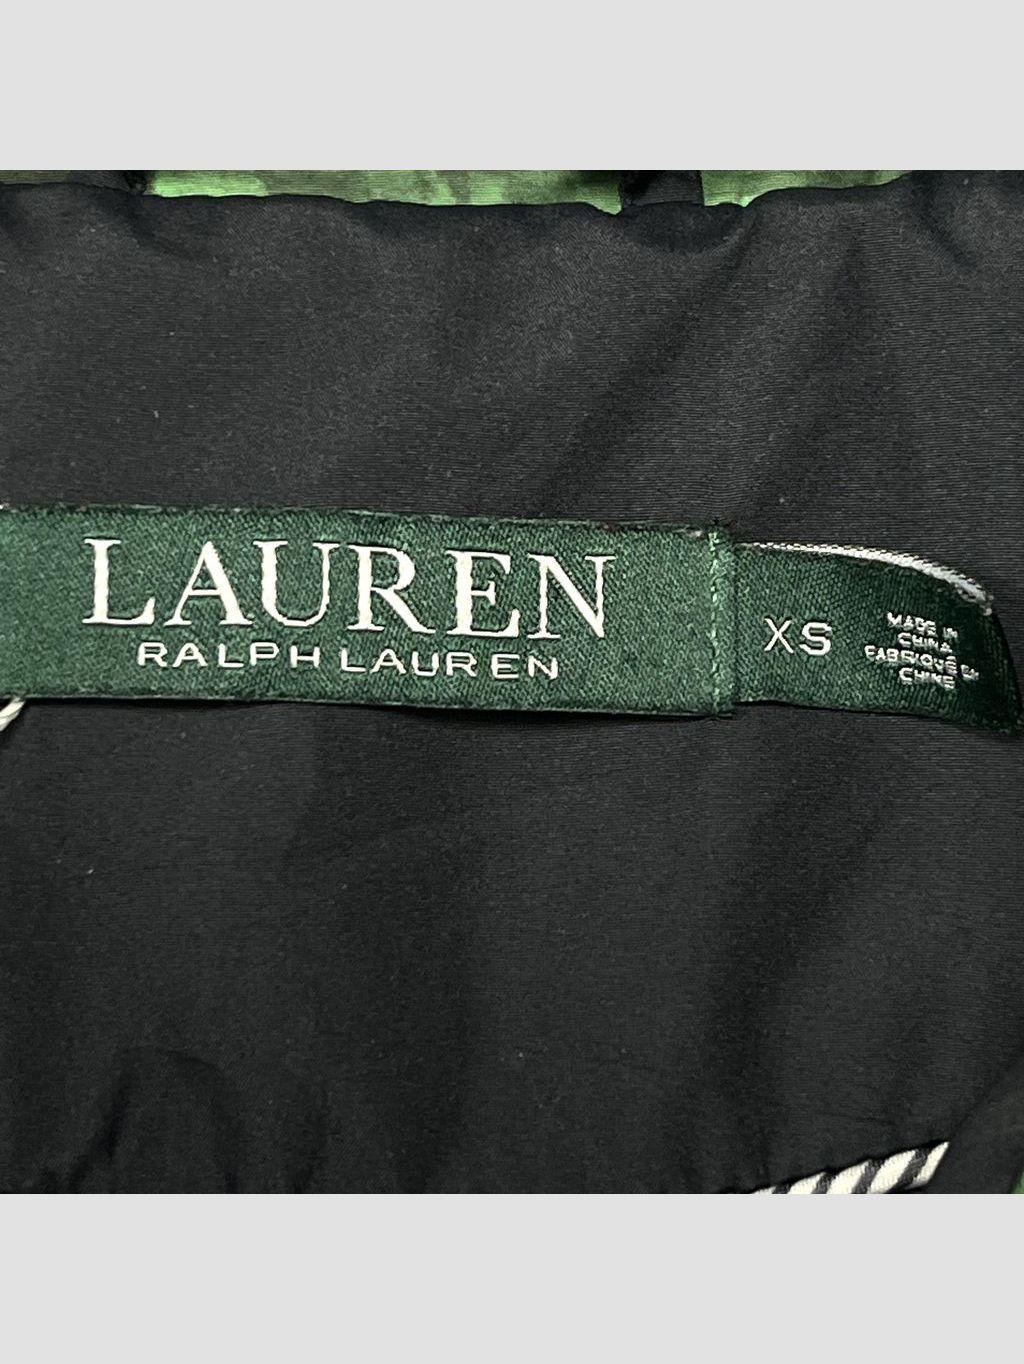 LAUREN
RALPH LAUREN
XS
MADE IN
CHINA
FABRIQUÉ EN
CHINE